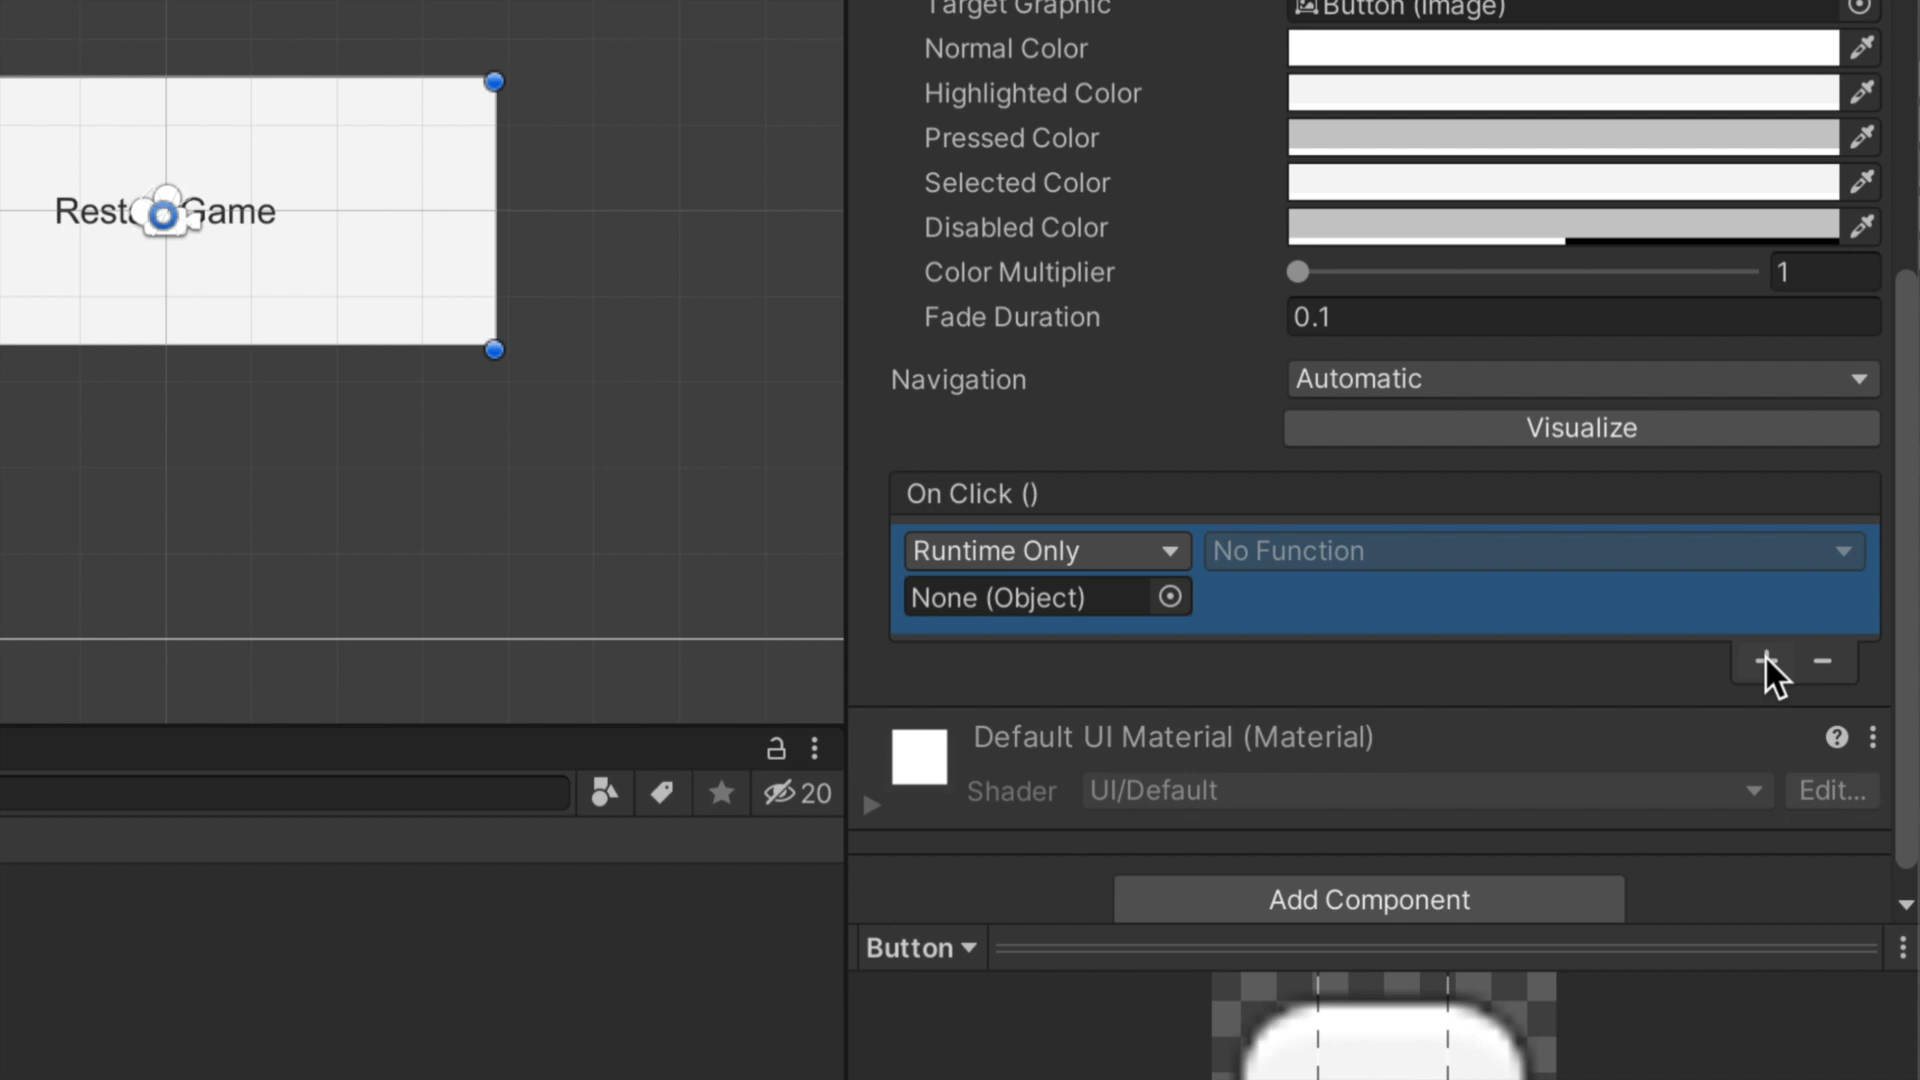 Target Graphic
Button (Image)
Normal Color
Highlighted Color
Pressed Color
Selected Color
Disabled Color
Color Multiplier
1
Fade Duration
0.1
Navigation
Automatic
Visualize
On Click ()
Runtime Only
No Function
None (Object)
Game
Default UI Material (Material)
Shader
UI/Default
Edit...
20
Add Component
Button